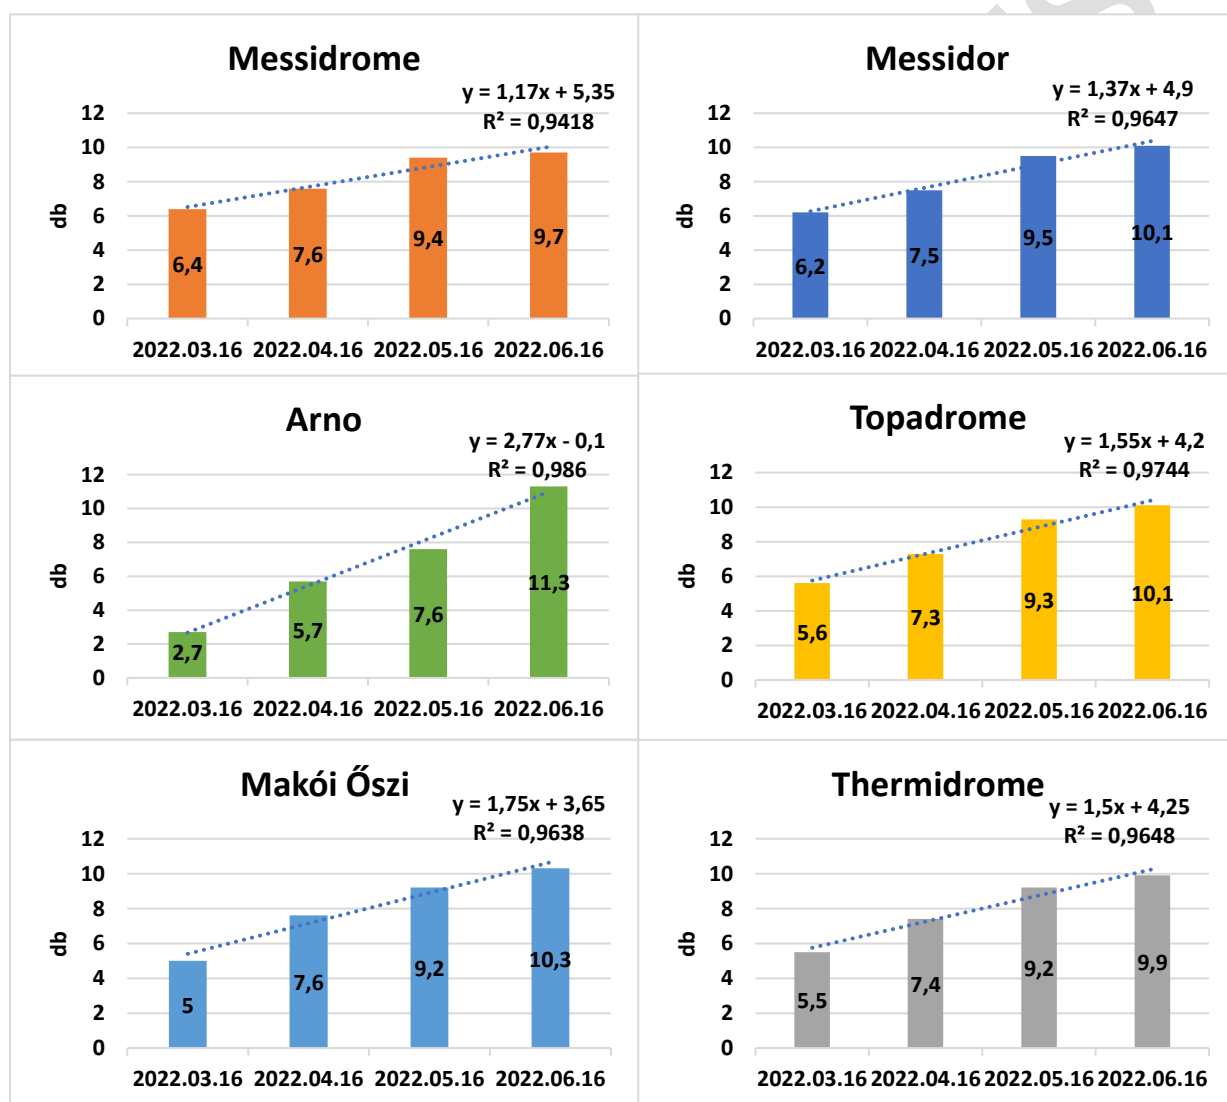 Messidrome
y = 1,17x + 5,35
R² = 0,9418
12
10
8
6
4
2
0
db
6,4
7,6
9,4
9,7
2022.03.16 2022.04.16 2022.05.16 2022.06.16
Messidor
y = 1,37x + 4,9
R² = 0,9647
12
10
8
6
4
2
0
db
6,2
7,5
9,5
10,1
2022.03.16 2022.04.16 2022.05.16 2022.06.16
Arno
y = 2,77x - 0,1
R² = 0,986
12
10
8
6
4
2
0
db
2,7
5,7
7,6
11,3
2022.03.16 2022.04.16 2022.05.16 2022.06.16
Topadrome
y = 1,55x + 4,2
R² = 0,9744
12
10
8
6
4
2
0
db
5,6
7,3
9,3
10,1
2022.03.16 2022.04.16 2022.05.16 2022.06.16
Makói Őszi
y = 1,75x + 3,65
R² = 0,9638
12
10
8
6
4
2
0
db
5
7,6
9,2
10,3
2022.03.16 2022.04.16 2022.05.16 2022.06.16
Thermidrome
y = 1,5x + 4,25
R² = 0,9648
12
10
8
6
4
2
0
db
5,5
7,4
9,2
9,9
2022.03.16 2022.04.16 2022.05.16 2022.06.16